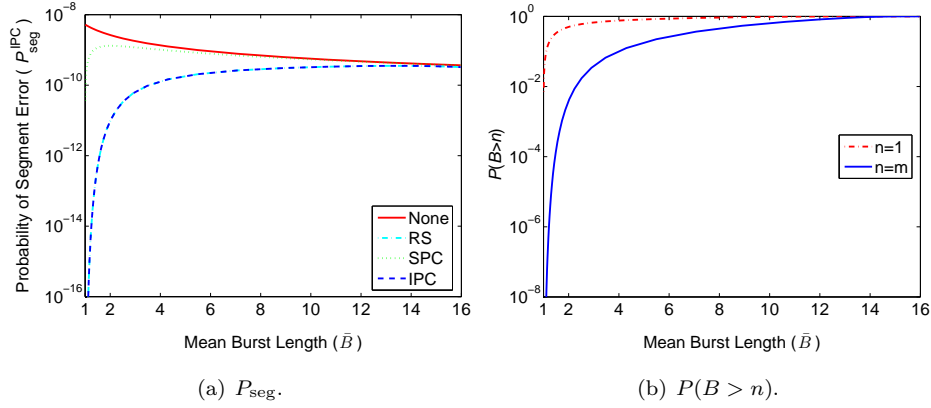 10⁻⁸
10⁻¹⁰
10⁻¹²
10⁻¹⁴
10⁻¹⁶
Probability of Segment Error ( P_seg^IPC )
1 2 4 6 8 10 12 14 16
Mean Burst Length ( B̄ )
None
RS
SPC
IPC
(a) P_seg.
10⁰
10⁻²
10⁻⁴
10⁻⁶
10⁻⁸
P(B>n)
1 2 4 6 8 10 12 14 16
Mean Burst Length ( B̄ )
n=1
n=m
(b) P(B > n).